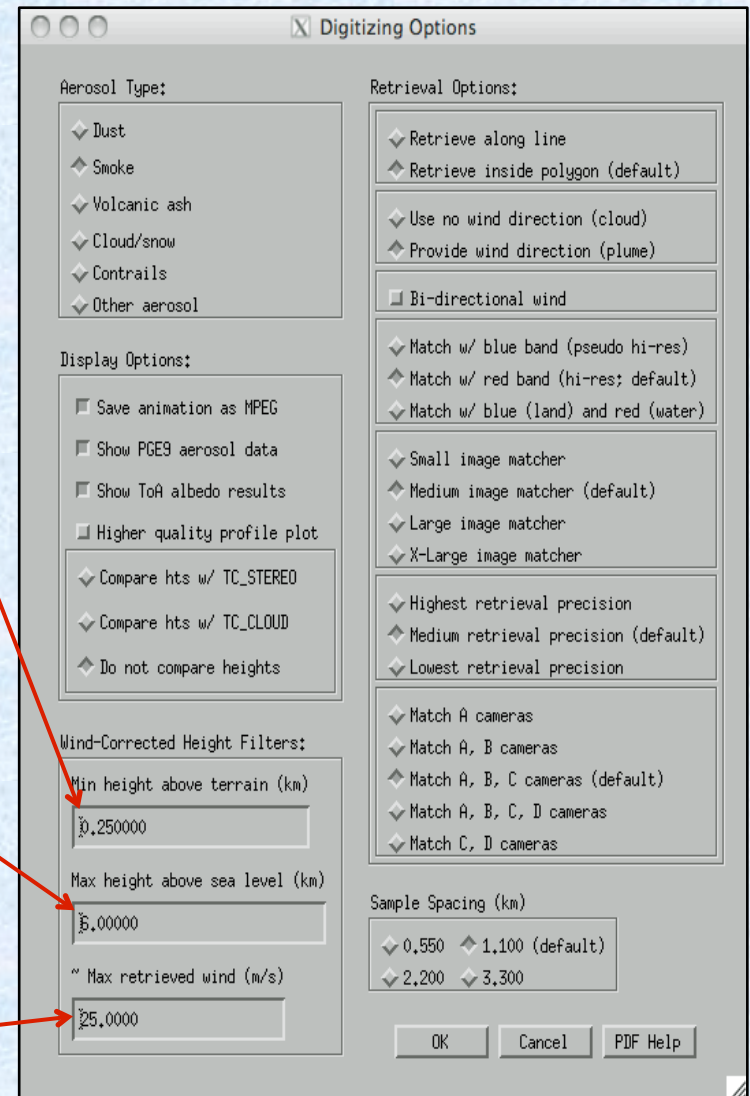 Digitizing Options
Aerosol Type:
Dust
Smoke
Volcanic ash
Cloud/snow
Contrails
Other aerosol
Display Options:
Save animation as MPEG
Show PGE9 aerosol data
Show ToA albedo results
Higher quality profile plot
Compare hts w/ TC_STEREO
Compare hts w/ TC_CLOUD
Do not compare heights
Wind-Corrected Height Filters:
Min height above terrain (km)
0.250000
Max height above sea level (km)
6.00000
~ Max retrieved wind (m/s)
25.0000
Retrieval Options:
Retrieve along line
Retrieve inside polygon (default)
Use no wind direction (cloud)
Provide wind direction (plume)
Bi-directional wind
Match w/ blue band (pseudo hi-res)
Match w/ red band (hi-res; default)
Match w/ blue (land) and red (water)
Small image matcher
Medium image matcher (default)
Large image matcher
X-Large image matcher
Highest retrieval precision
Medium retrieval precision (default)
Lowest retrieval precision
Match A cameras
Match A, B cameras
Match A, B, C cameras (default)
Match A, B, C, D cameras
Match C, D cameras
Sample Spacing (km)
0.550 1.100 (default)
2.200 3.300
OK Cancel PDF Help